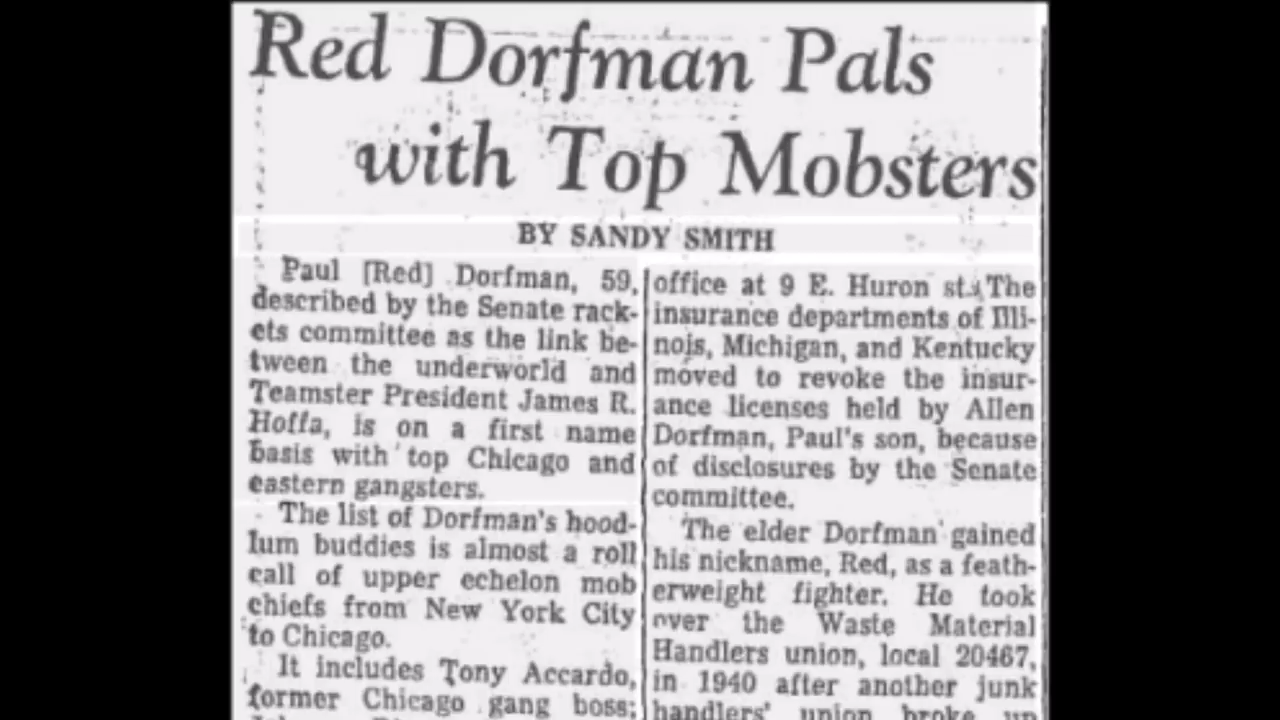 Red Dorfman Pals
with Top Mobsters
BY SANDY SMITH
Paul [Red] Dorfman, 59,
described by the Senate rack-
ets committee as the link be-
tween the underworld and
Teamster President James R.
Hoffa, is on a first name
basis with top Chicago and
eastern gangsters.
The list of Dorfman's hood-
lum buddies is almost a roll
call of upper echelon mob
chiefs from New York City
to Chicago.
It includes Tony Accardo,
former Chicago gang boss;
office at 9 E. Huron st. The
insurance departments of Illi-
nois, Michigan, and Kentucky
moved to revoke the insur-
ance licenses held by Allen
Dorfman, Paul's son, because
of disclosures by the Senate
committee.
The elder Dorfman gained
his nickname, Red, as a feath-
erweight fighter. He took
over the Waste Material
Handlers union, local 20467,
in 1940 after another junk
handlers' union broke up